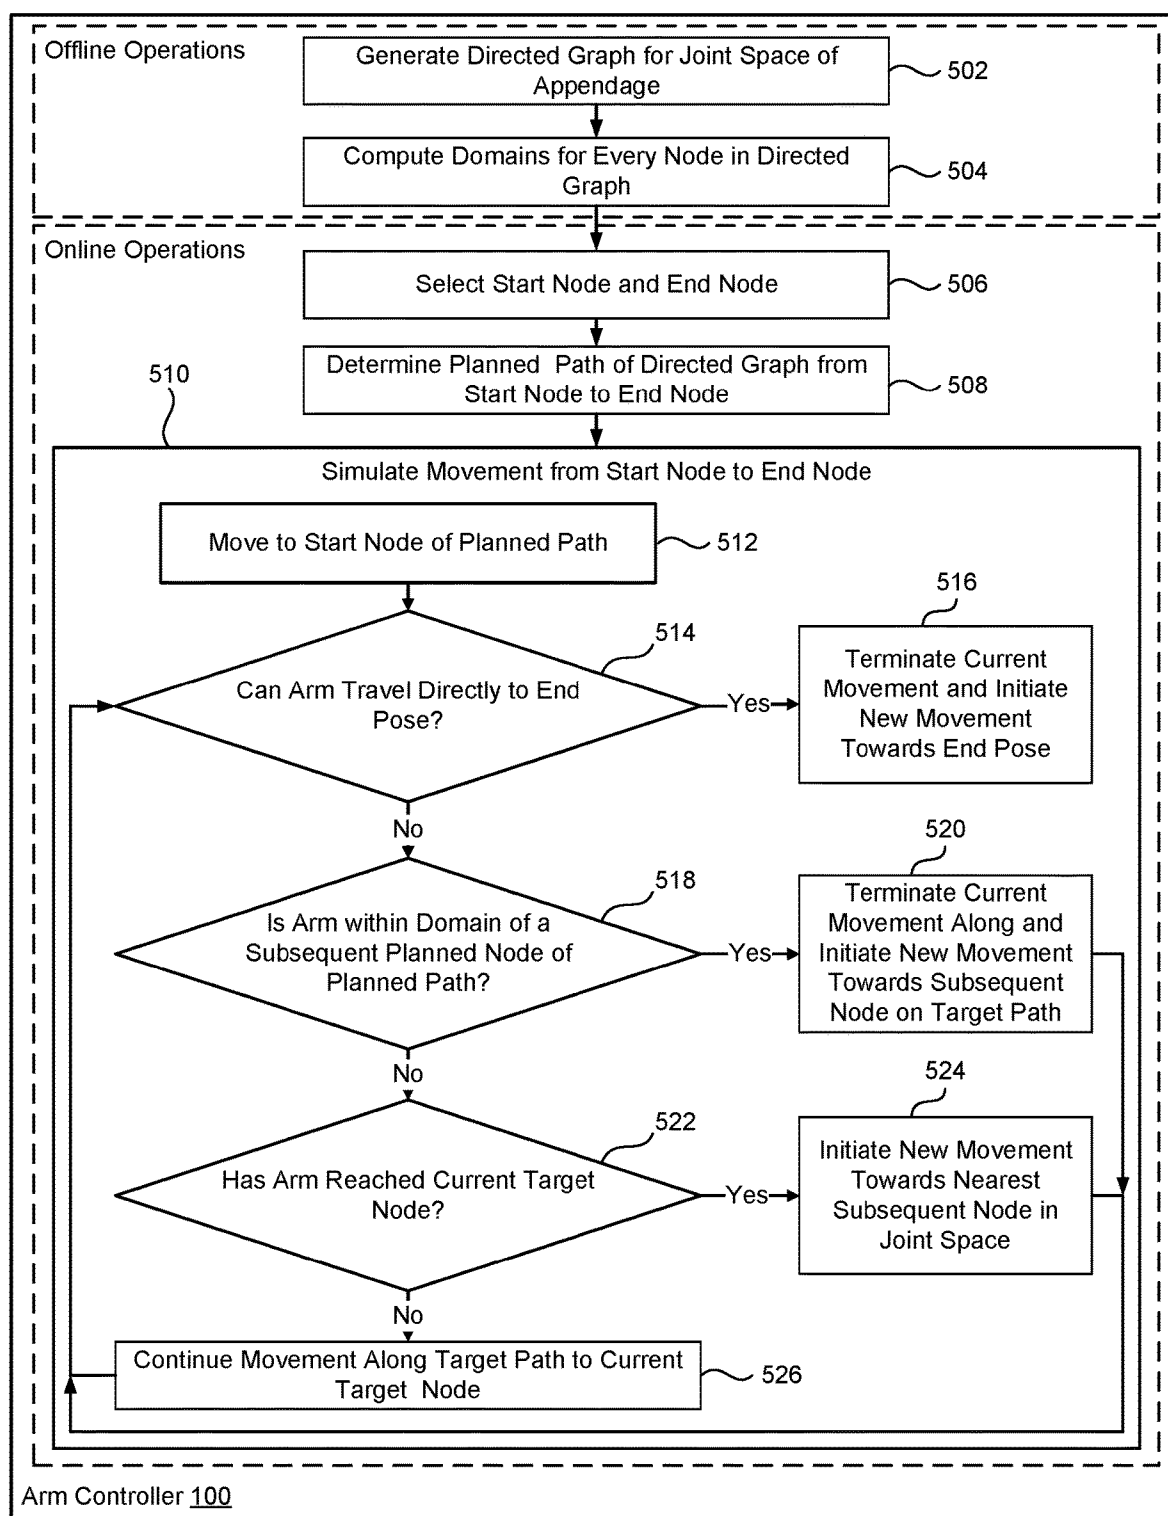 Offline Operations
Generate Directed Graph for Joint Space of
Appendage
502
Compute Domains for Every Node in Directed
Graph
504
Online Operations
Select Start Node and End Node
506
Determine Planned Path of Directed Graph from
Start Node to End Node
508
510
Simulate Movement from Start Node to End Node
Move to Start Node of Planned Path
512
514
Can Arm Travel Directly to End
Pose?
Yes
516
Terminate Current
Movement and Initiate
New Movement
Towards End Pose
No
518
Is Arm within Domain of a
Subsequent Planned Node of
Planned Path?
Yes
520
Terminate Current
Movement Along and
Initiate New Movement
Towards Subsequent
Node on Target Path
No
522
Has Arm Reached Current Target
Node?
Yes
524
Initiate New Movement
Towards Nearest
Subsequent Node in
Joint Space
No
Continue Movement Along Target Path to Current
Target Node
526
Arm Controller 100